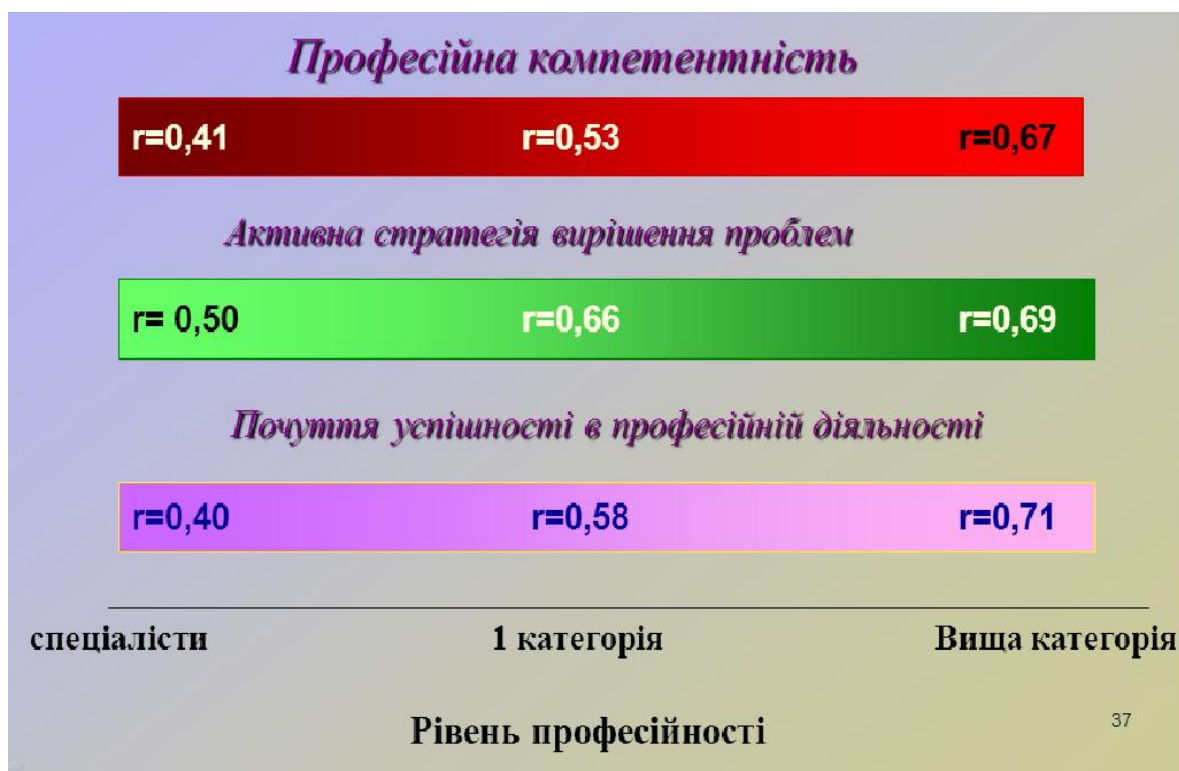 Професійна компетентність
r=0,41 r=0,53 r=0,67
Активна стратегія вирішення проблем
r= 0,50 r=0,66 r=0,69
Почуття успішності в професійній діяльності
r=0,40 r=0,58 r=0,71
спеціалісти 1 категорія Вища категорія
Рівень професійності
37